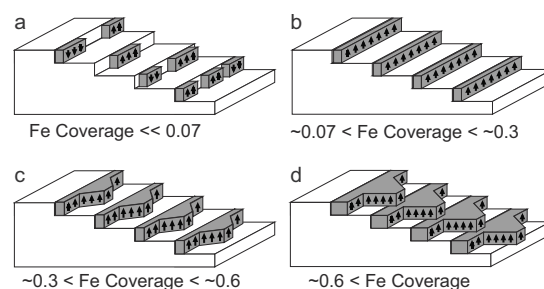 a
b
Fe Coverage << 0.07
~0.07 < Fe Coverage < ~0.3
c
d
~0.3 < Fe Coverage < ~0.6
~0.6 < Fe Coverage